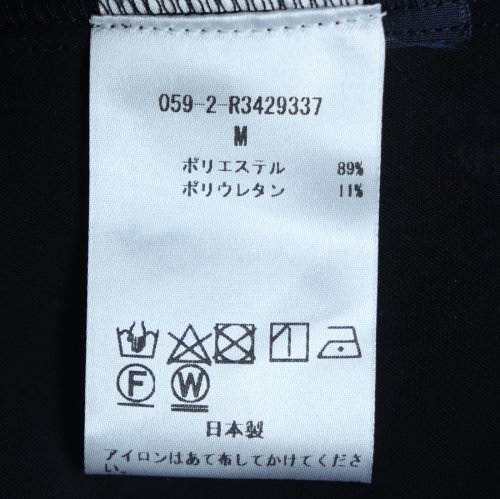 059-2-R3429337
M
ポリエステル 89%
ポリウレタン 11%
F W
日本製
アイロンはあて布してかけてくださ
い。